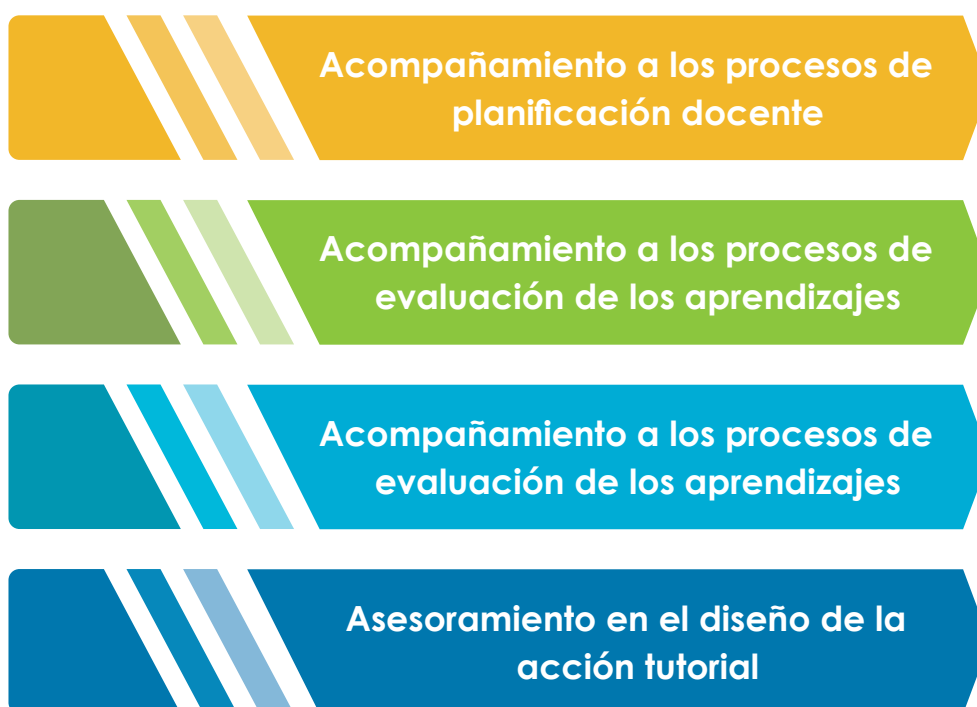 Acompañamiento a los procesos de
planificación docente
Acompañamiento a los procesos de
evaluación de los aprendizajes
Acompañamiento a los procesos de
evaluación de los aprendizajes
Asesoramiento en el diseño de la
acción tutorial